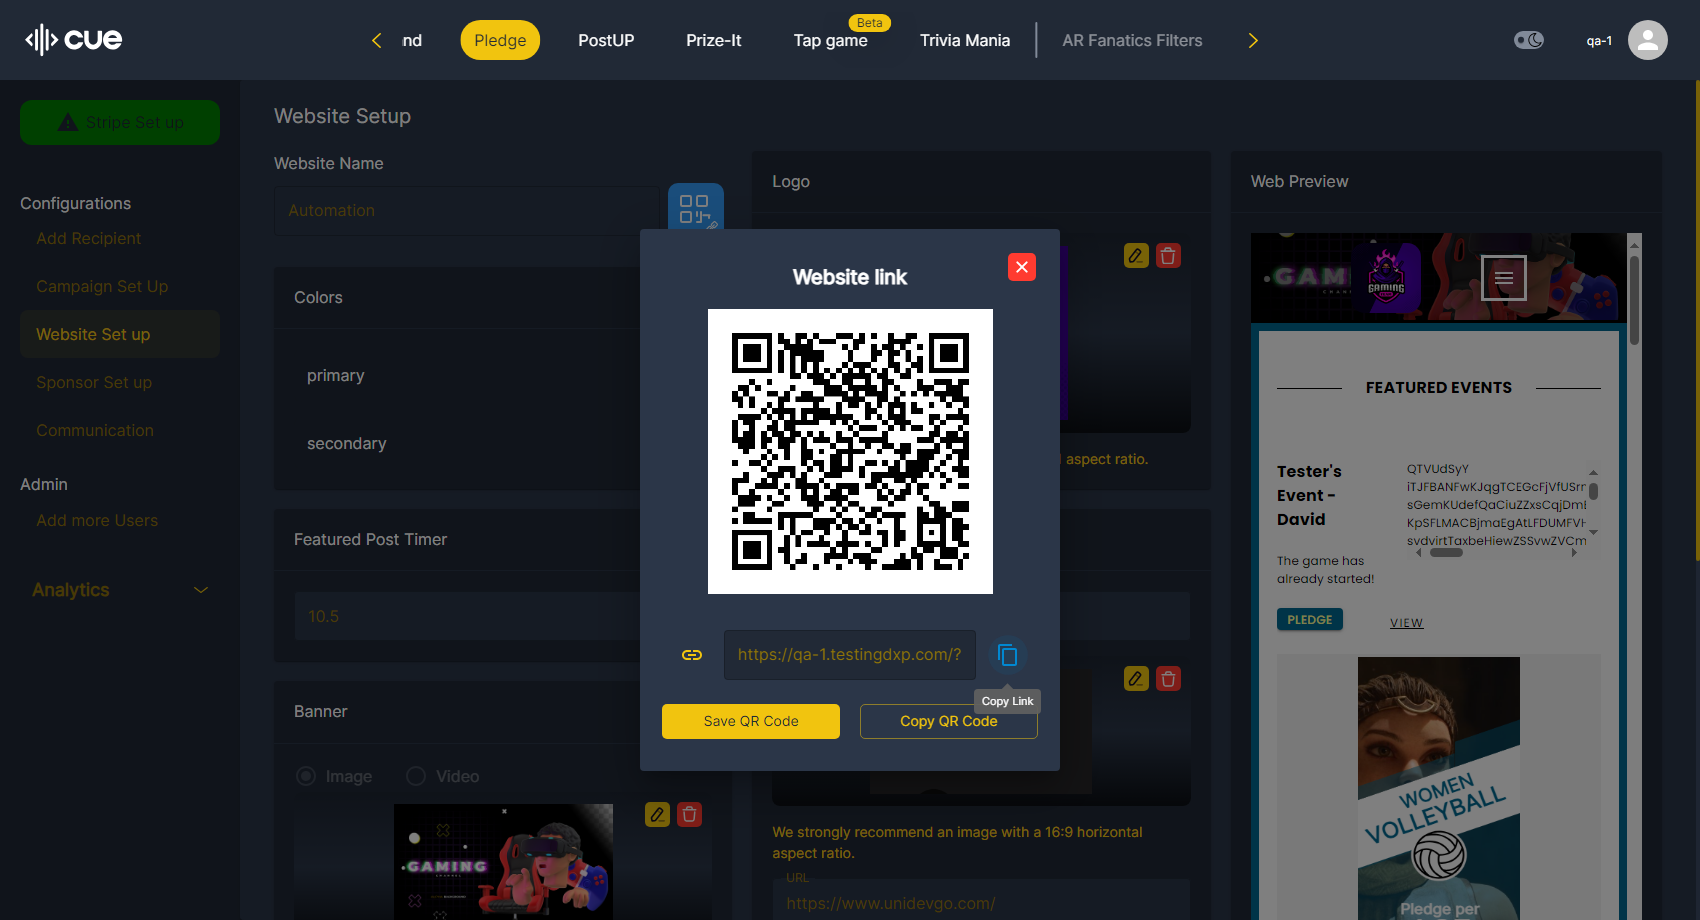 cue
nd
Pledge
PostUP
Prize-It
Beta
Tap game
Trivia Mania
AR Fanatics Filters
qa-1
Stripe Set up
Configurations
Add Recipient
Campaign Set Up
Website Set up
Sponsor Set up
Communication
Admin
Add more Users
Analytics
Website Setup
Website Name
Automation
Colors
primary
secondary
Featured Post Timer
10.5
Banner
Image
Video
GAMING
Logo
aspect ratio.
We strongly recommend an image with a 16:9 horizontal
aspect ratio.
URL
https://www.unidevgo.com/
Website link
https://qa-1.testingdxp.com/?
Copy Link
Save QR Code
Copy QR Code
Web Preview
GAMI
GAMING
FEATURED EVENTS
Tester's
Event -
David
QTVUdSyY
The game has
already started!
PLEDGE
VIEW
WOMEN
VOLLEYBALL
Pledge per